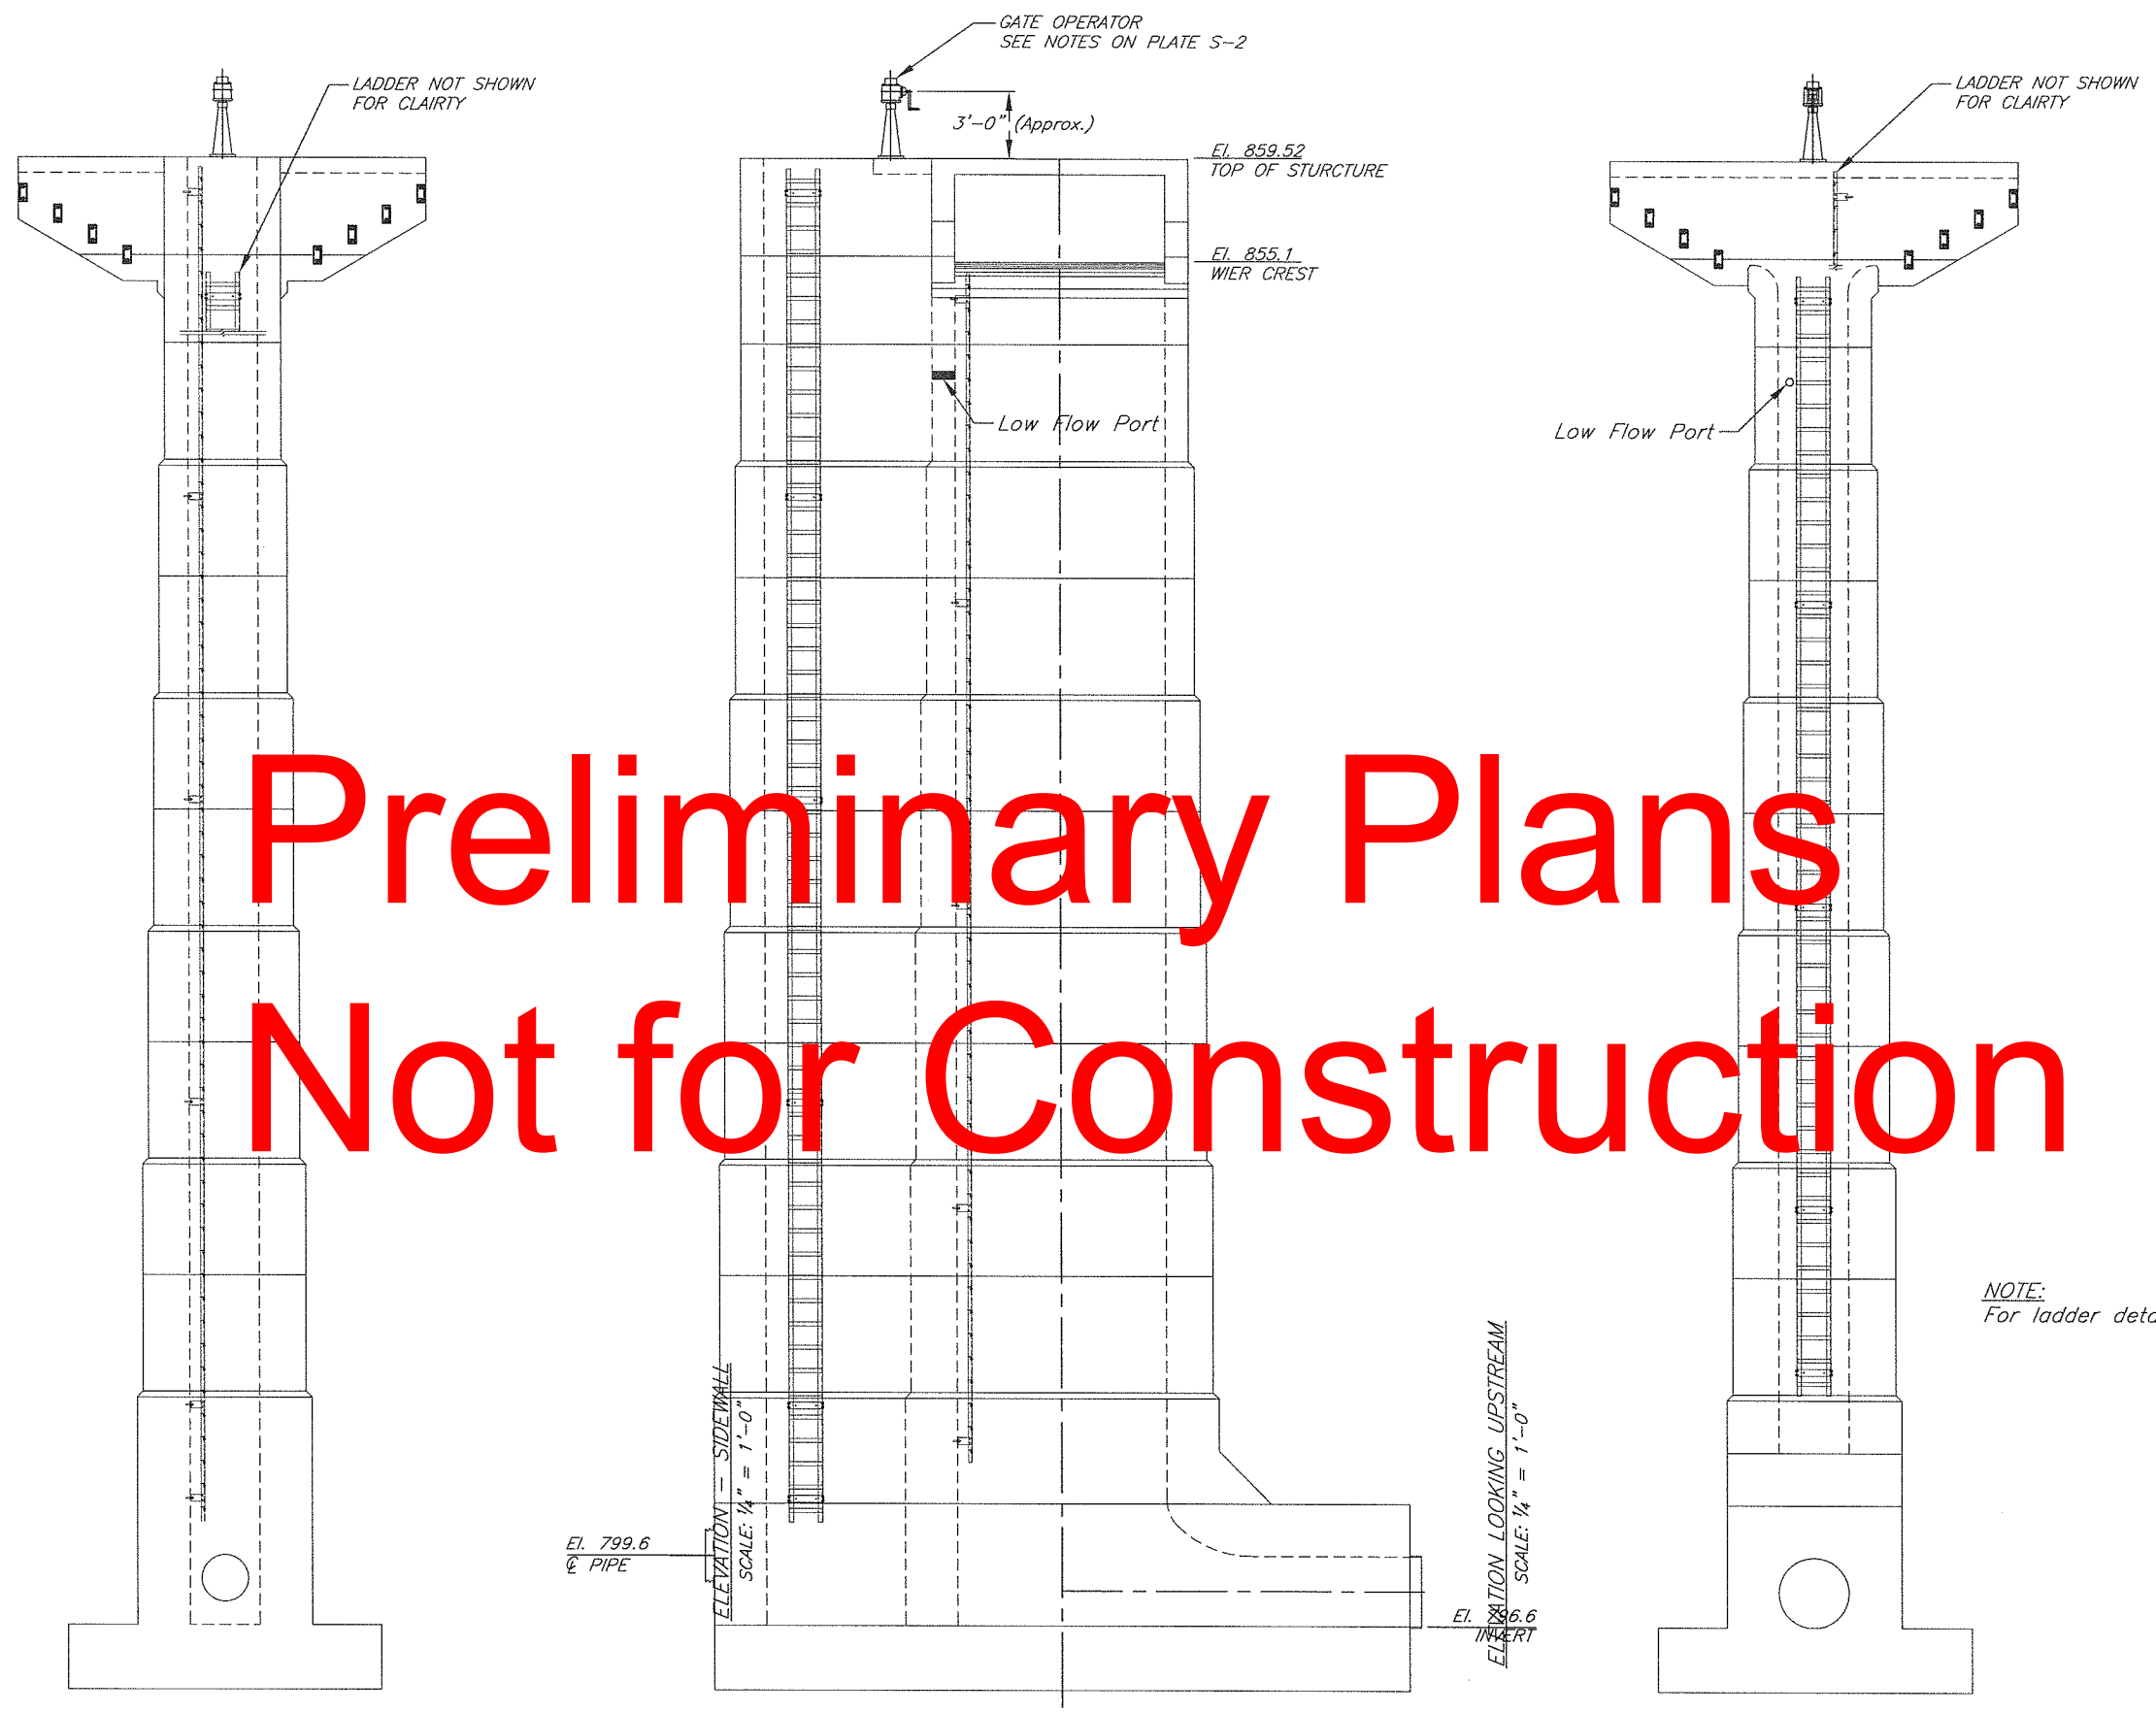 GATE OPERATOR
SEE NOTES ON PLATE S-2
LADDER NOT SHOWN
FOR CLAIRTY
3'-0" (Approx.)
El. 859.52
TOP OF STURCTURE
LADDER NOT SHOWN
FOR CLAIRTY
El. 855.1
WIER CREST
Low Flow Port
Low Flow Port
Preliminary Plans
Not for Construction
NOTE:
For ladder deta
ELEVATION - SIDEWALL
SCALE: 1/4" = 1'-0"
ELEVATION LOOKING UPSTREAM
SCALE: 1/4" = 1'-0"
El. 799.6
℄ PIPE
El. 796.6
INVERT